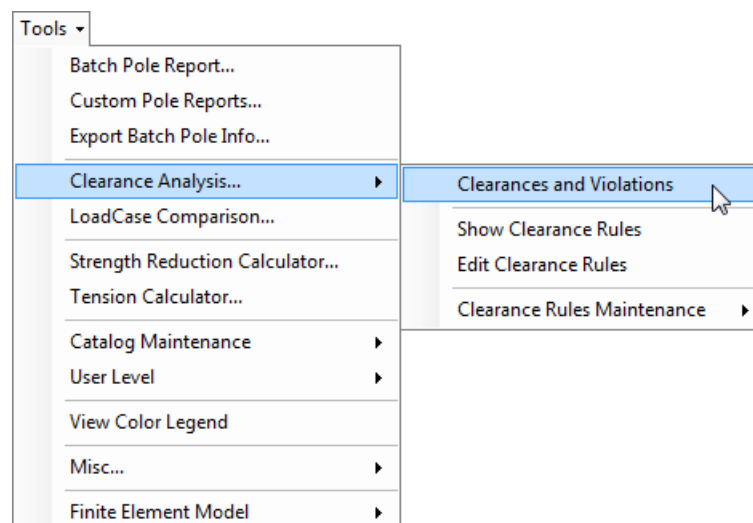 Tools
Batch Pole Report...
Custom Pole Reports...
Export Batch Pole Info...
Clearance Analysis...
LoadCase Comparison...
Strength Reduction Calculator...
Tension Calculator...
Catalog Maintenance
User Level
View Color Legend
Misc...
Finite Element Model
Clearances and Violations
Show Clearance Rules
Edit Clearance Rules
Clearance Rules Maintenance